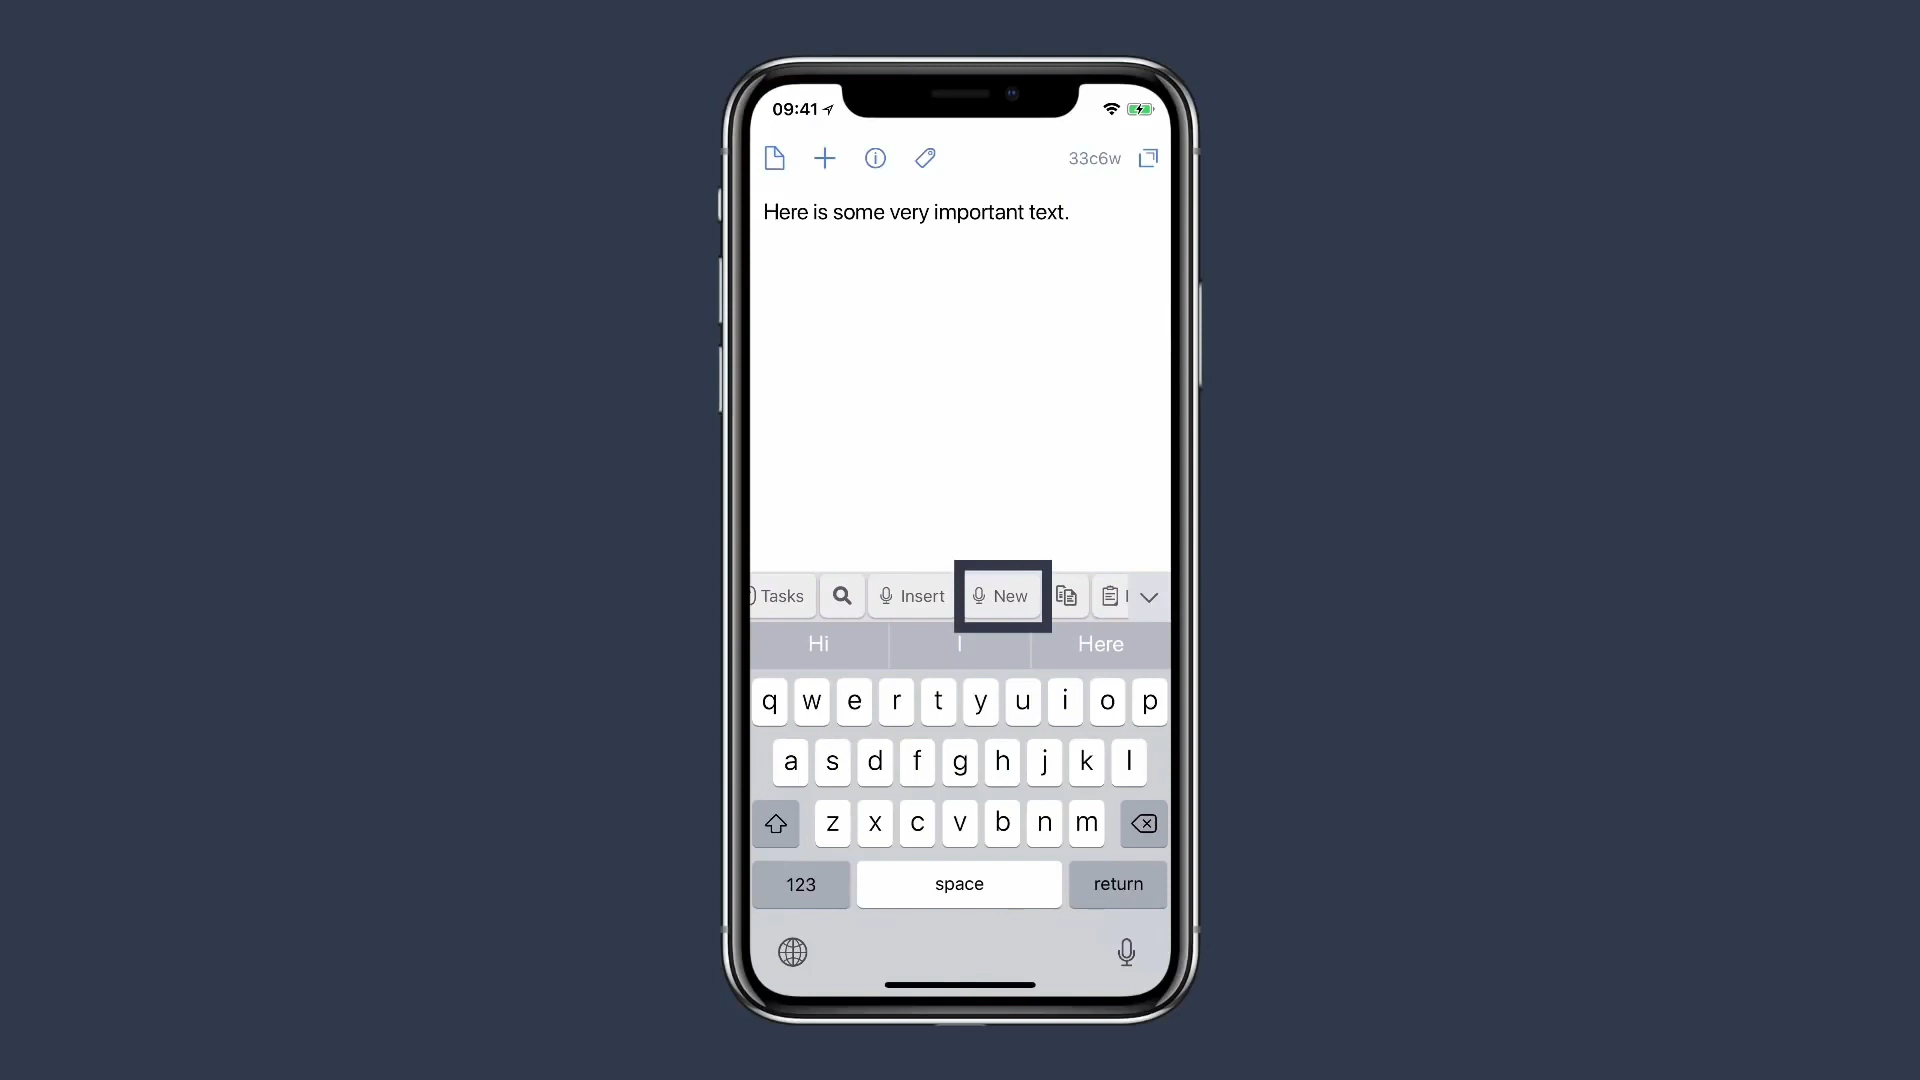 09:41
33c6w
Here is some very important text.
Tasks
Insert
New
Hi
I
Here
q w e r t y u i o p
a s d f g h j k l
z x c v b n m
123
space
return